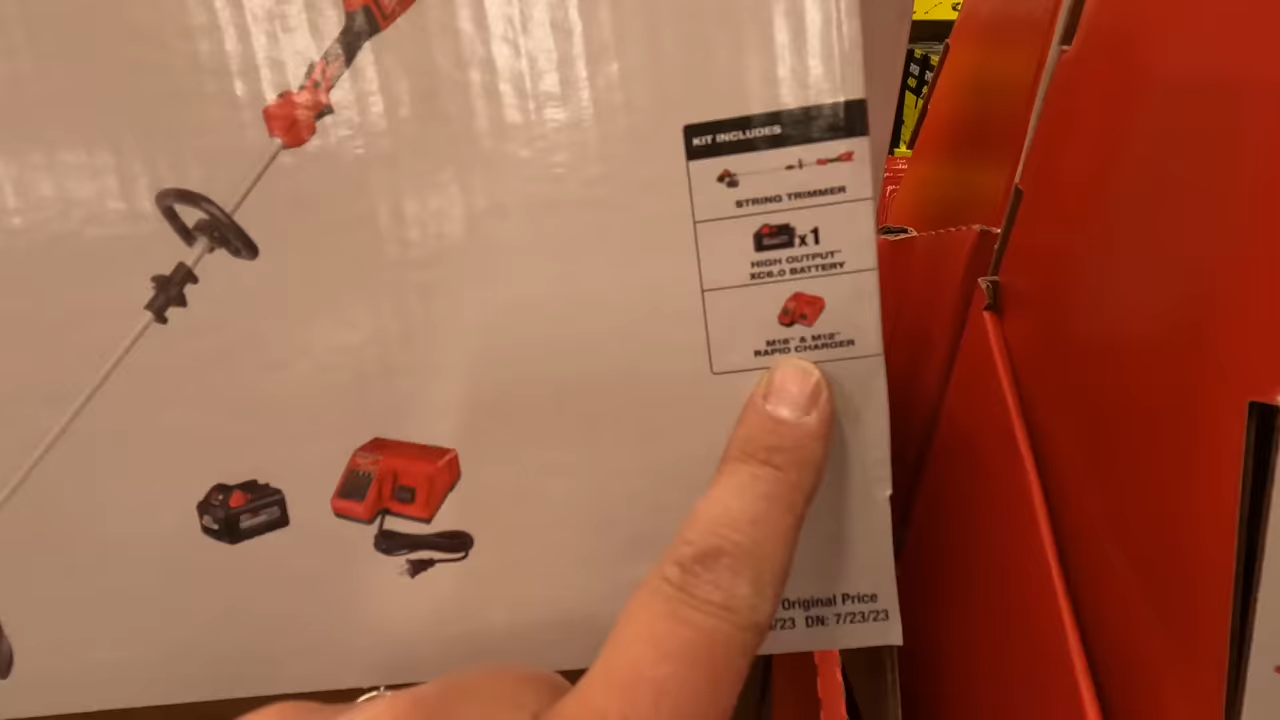 KIT INCLUDES
STRING TRIMMER
x1
HIGH OUTPUT™
XC6.0 BATTERY
M18™ & M12™
RAPID CHARGER
Original Price
/23 DN: 7/23/23